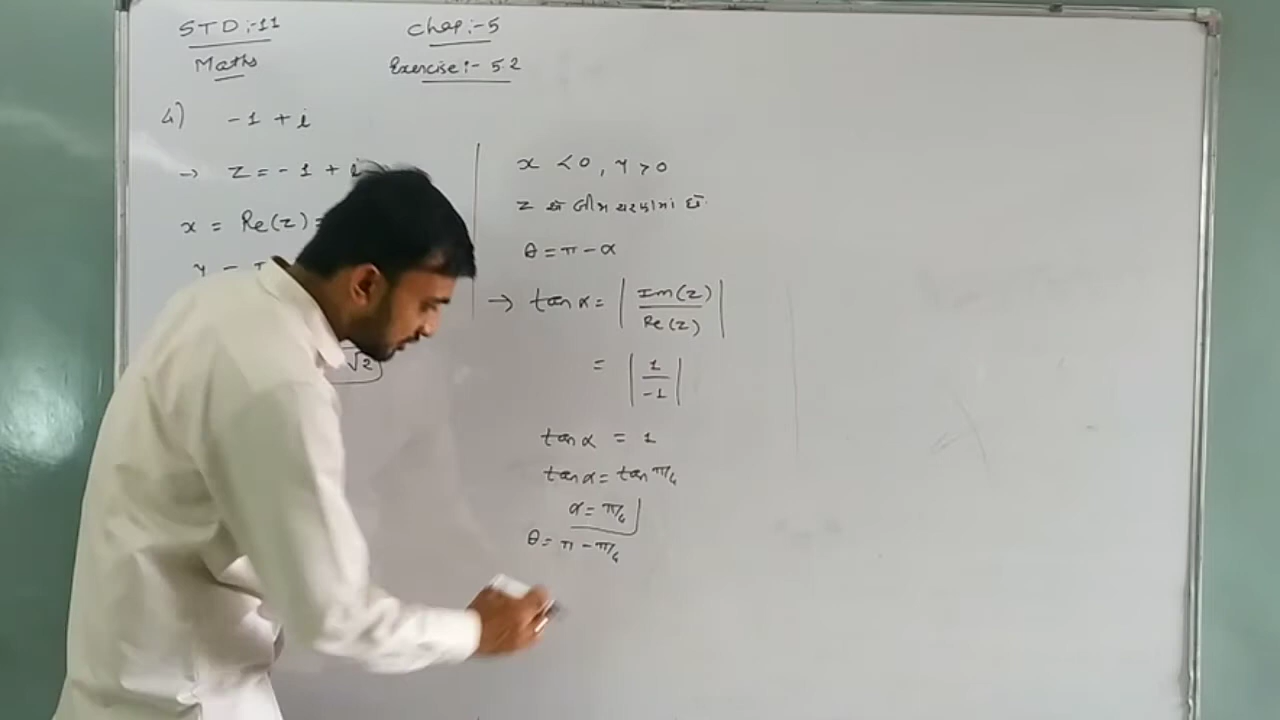 STD:-11
Maths
Chap:-5
Exercise:- 5.2
4) -1 + i
→ z = -1 + i
x = Re(z) =
y =
√2
x < 0, y > 0
z એ બીજા ચરણમાં છે.
θ = π - α
→ tan α = | Im(z) / Re(z) |
= | 1 / -1 |
tan α = 1
tan α = tan π/4
α = π/4
θ = π - π/4